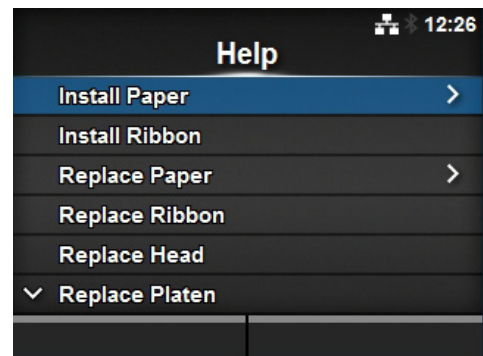 12:26
Help
Install Paper
Install Ribbon
Replace Paper
Replace Ribbon
Replace Head
Replace Platen